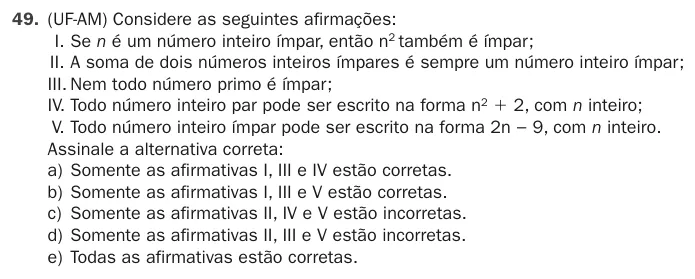 49. (UF-AM) Considere as seguintes afirmações:
I. Se n é um número inteiro ímpar, então n² também é ímpar;
II. A soma de dois números inteiros ímpares é sempre um número inteiro ímpar;
III. Nem todo número primo é ímpar;
IV. Todo número inteiro par pode ser escrito na forma n² + 2, com n inteiro;
V. Todo número inteiro ímpar pode ser escrito na forma 2n – 9, com n inteiro.
Assinale a alternativa correta:
a) Somente as afirmativas I, III e IV estão corretas.
b) Somente as afirmativas I, III e V estão corretas.
c) Somente as afirmativas II, IV e V estão incorretas.
d) Somente as afirmativas II, III e V estão incorretas.
e) Todas as afirmativas estão corretas.